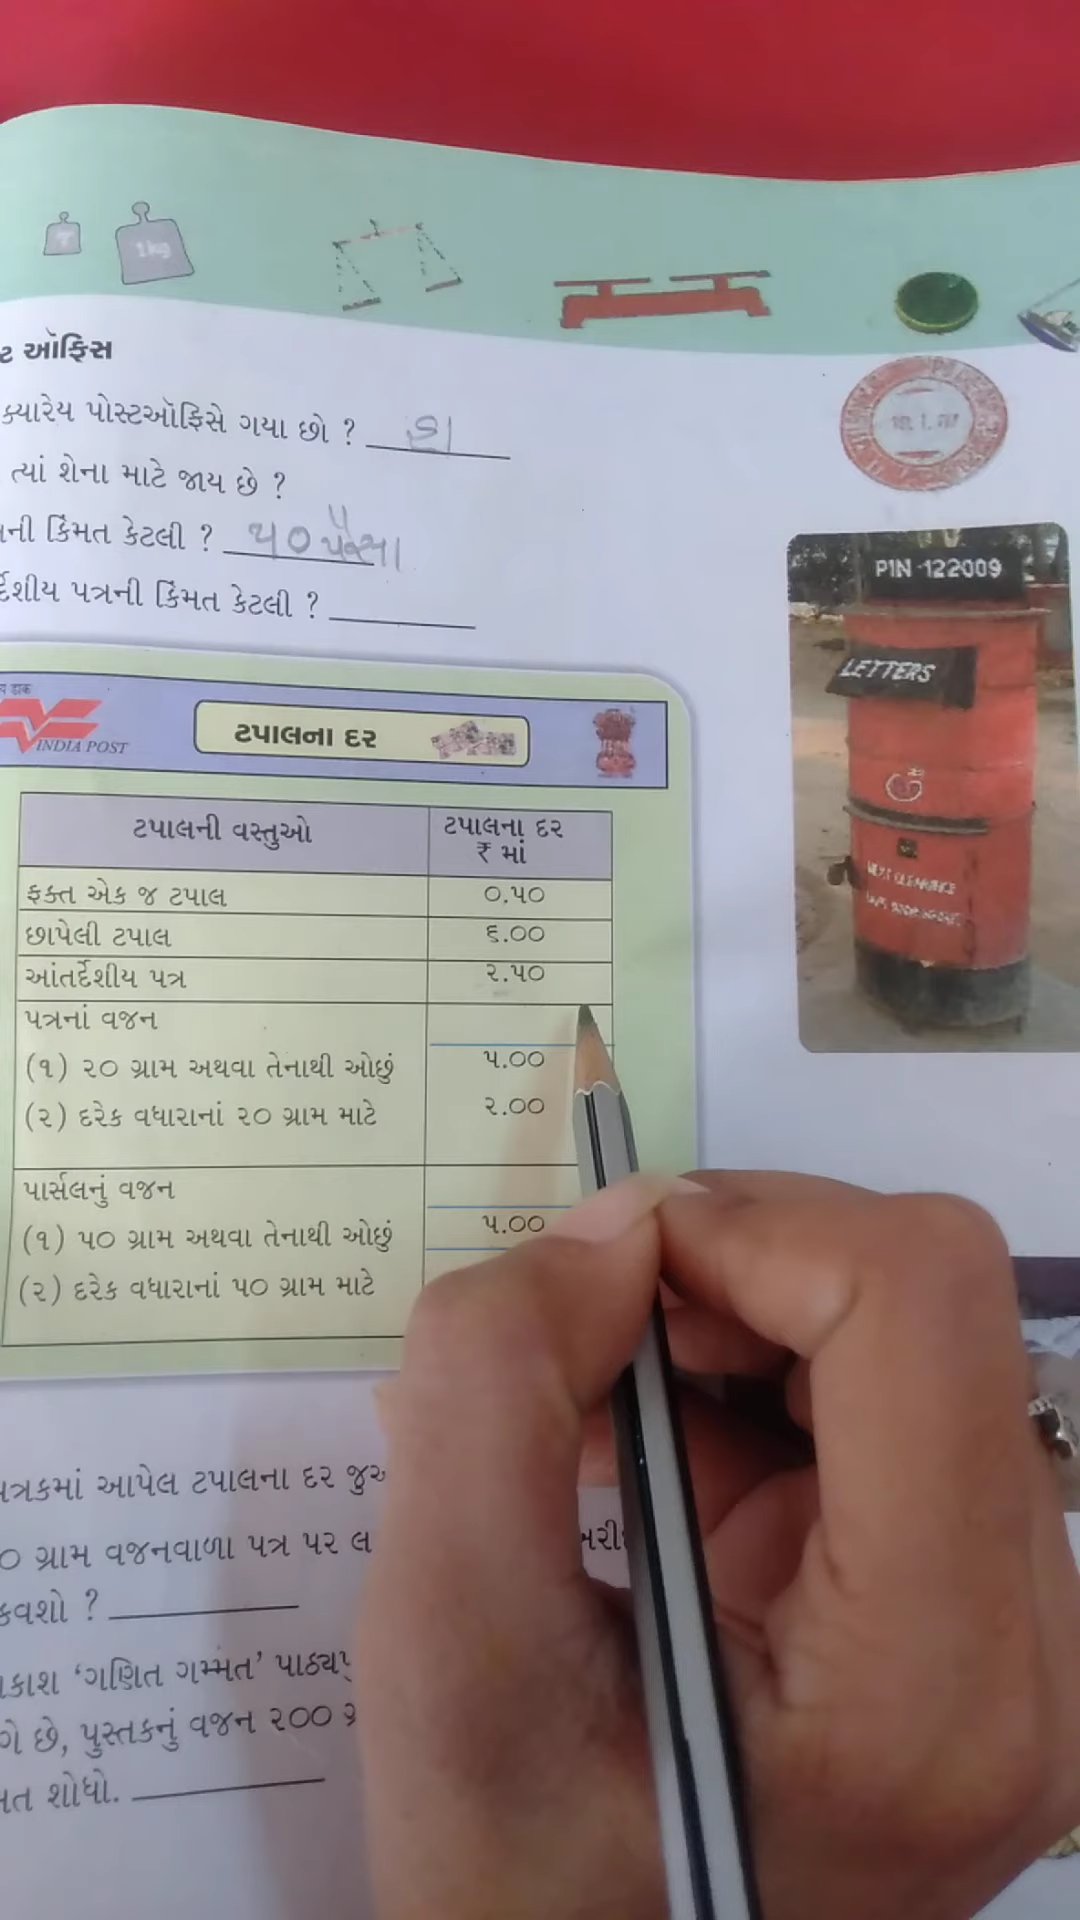 1 kg
ઑફિસ
ક્યારેય પોસ્ટઑફિસે ગયા છો ? હા
ત્યાં શેના માટે જાય છે ?
ની કિંમત કેટલી ? ૫૦ પૈસા
ર્દેશીય પત્રની કિંમત કેટલી ?
PIN 122009
LETTERS
डाक
INDIA POST
ટપાલના દર
ટપાલની વસ્તુઓ ટપાલના દર
₹ માં
ફક્ત એક જ ટપાલ ૦.૫૦
છાપેલી ટપાલ ૬.૦૦
આંતર્દેશીય પત્ર ૨.૫૦
પત્રનાં વજન
(૧) ૨૦ ગ્રામ અથવા તેનાથી ઓછું ૫.૦૦
(૨) દરેક વધારાનાં ૨૦ ગ્રામ માટે ૨.૦૦
પાર્સલનું વજન
(૧) ૫૦ ગ્રામ અથવા તેનાથી ઓછું ૫.૦૦
(૨) દરેક વધારાનાં ૫૦ ગ્રામ માટે
ત્રકમાં આપેલ ટપાલના દર
૦ ગ્રામ વજનવાળા પત્ર પર
કવશો ?
કાશ ‘ગણિત ગમ્મત’
ગે છે, પુસ્તકનું વજન ૨૦૦
મત શોધો.